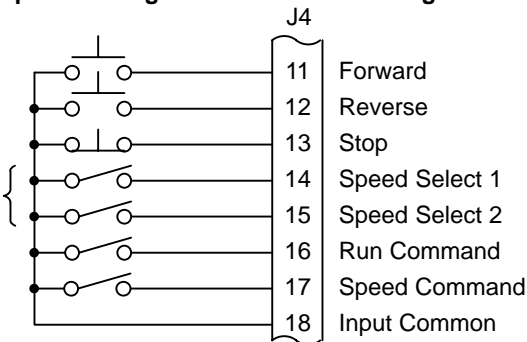 J4
11 Forward
12 Reverse
13 Stop
14 Speed Select 1
15 Speed Select 2
16 Run Command
17 Speed Command
18 Input Common